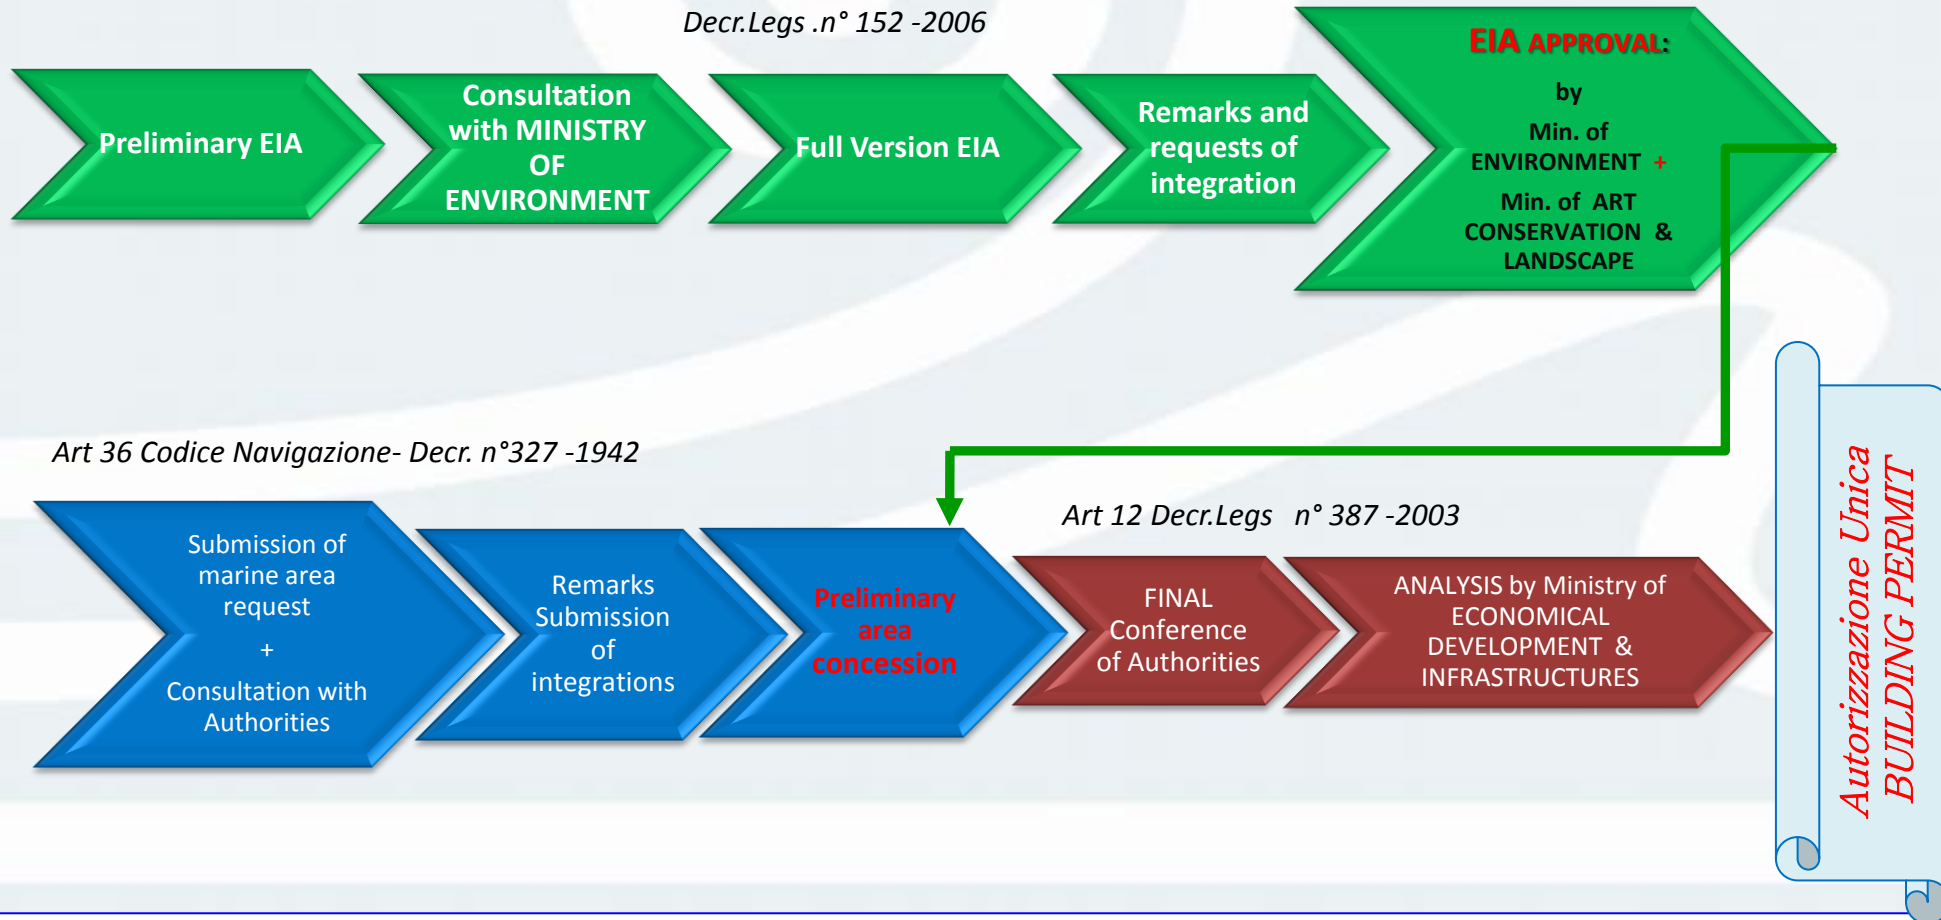 Decr.Legs .n° 152 -2006
Preliminary EIA
Consultation
with MINISTRY
OF
ENVIRONMENT
Full Version EIA
Remarks and
requests of
integration
EIA APPROVAL:
by
Min. of
ENVIRONMENT +
Min. of ART
CONSERVATION &
LANDSCAPE
Art 36 Codice Navigazione- Decr. n°327 -1942
Submission of
marine area
request
+
Consultation with
Authorities
Remarks
Submission
of
integrations
Preliminary
area
concession
Art 12 Decr.Legs n° 387 -2003
FINAL
Conference
of Authorities
ANALYSIS by Ministry of
ECONOMICAL
DEVELOPMENT &
INFRASTRUCTURES
Autorizzazione Unica
BUILDING PERMIT